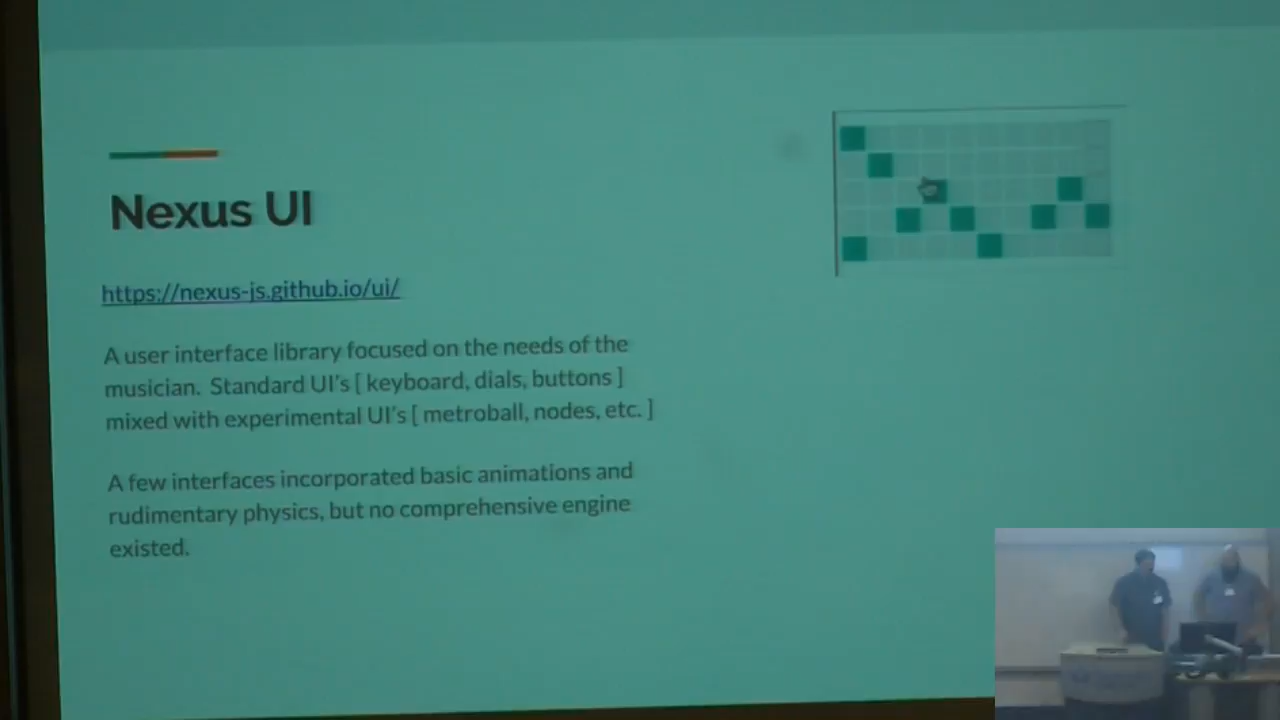 Nexus UI
https://nexus-js.github.io/ui/
A user interface library focused on the needs of the
musician. Standard UI's [ keyboard, dials, buttons ]
mixed with experimental UI's [ metroball, nodes, etc. ]
A few interfaces incorporated basic animations and
rudimentary physics, but no comprehensive engine
existed.